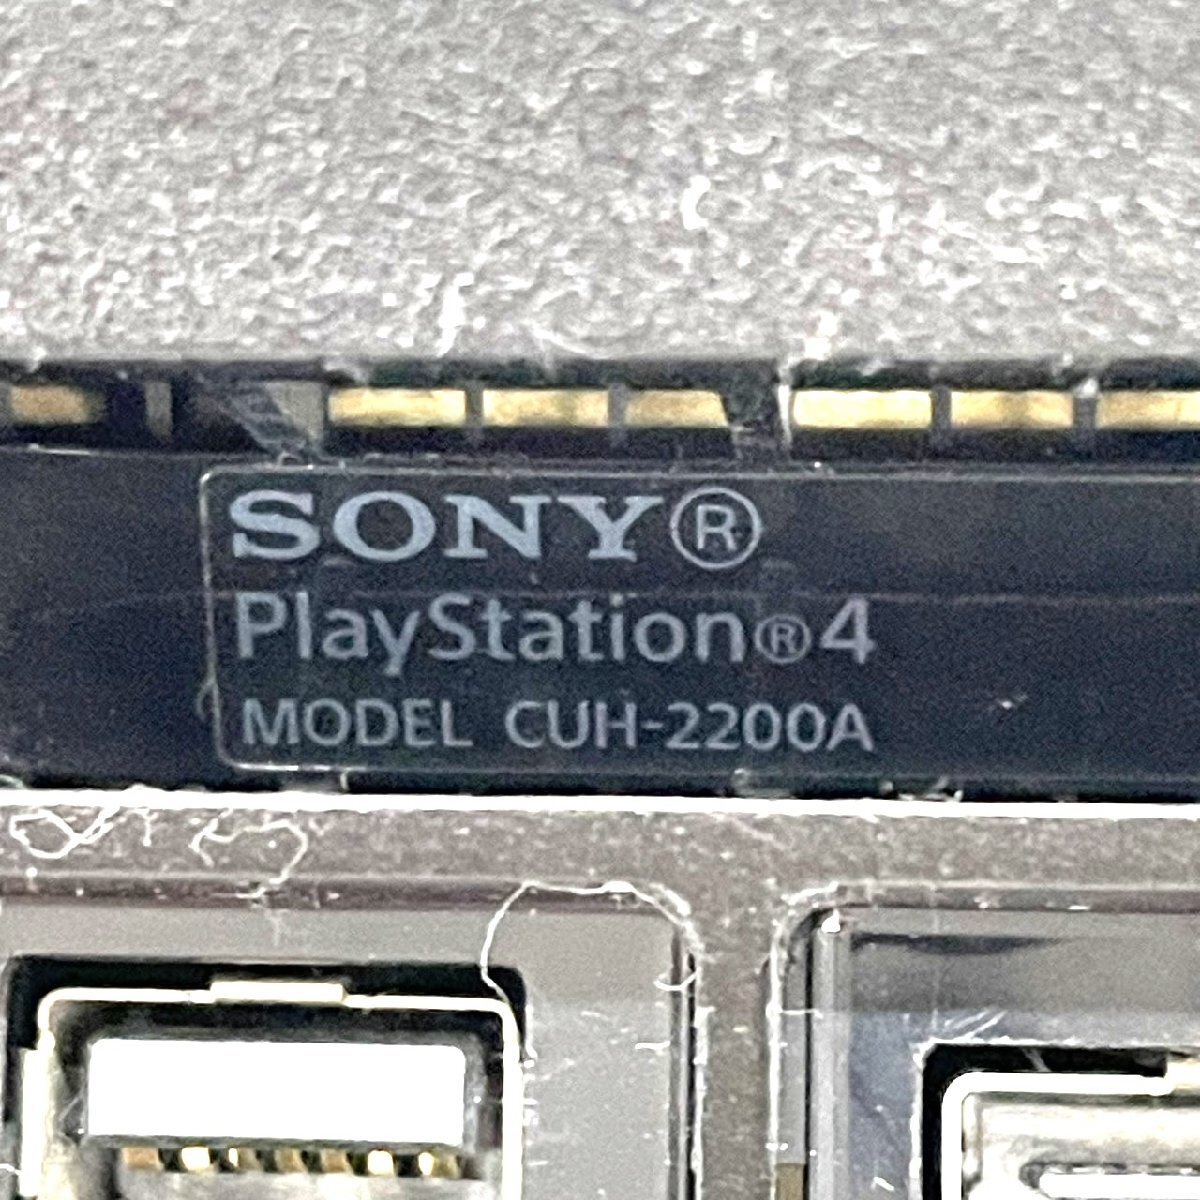 SONY®
PlayStation®4
MODEL CUH-2200A